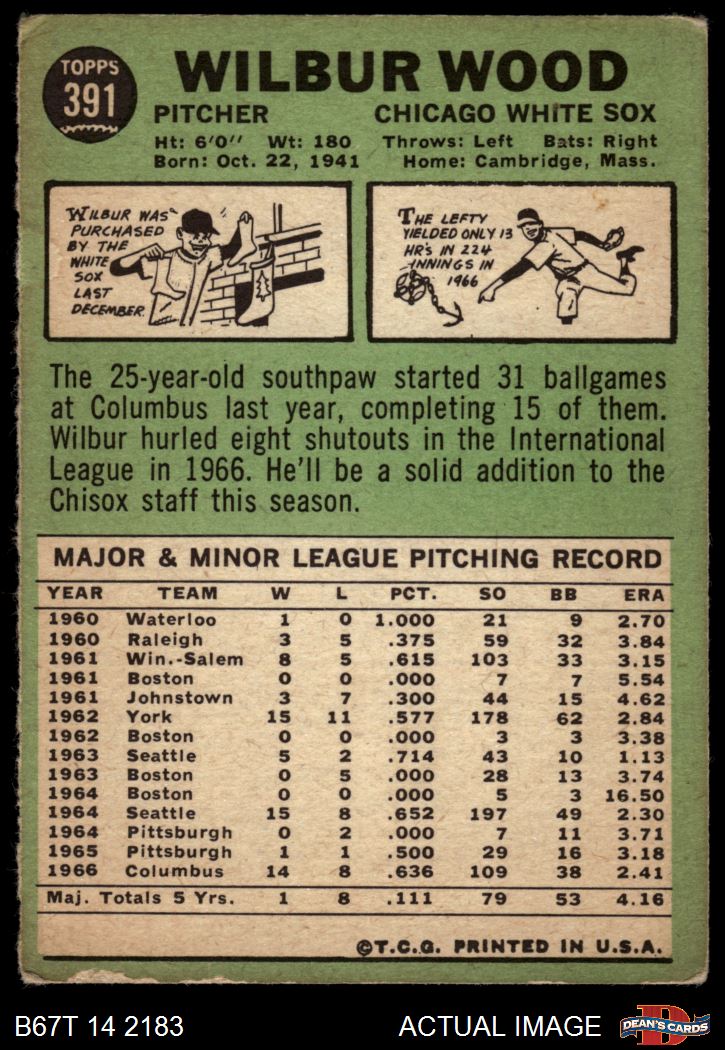 TOPPS
391
WILBUR WOOD
PITCHER CHICAGO WHITE SOX
Ht: 6'0" Wt: 180 Throws: Left Bats: Right
Born: Oct. 22, 1941 Home: Cambridge, Mass.
WILBUR WAS
PURCHASED
BY THE
WHITE
SOX
LAST
DECEMBER.
THE LEFTY
YIELDED ONLY 13
HR'S IN 224
INNINGS IN
1966
The 25-year-old southpaw started 31 ballgames
at Columbus last year, completing 15 of them.
Wilbur hurled eight shutouts in the International
League in 1966. He'll be a solid addition to the
Chisox staff this season.
MAJOR & MINOR LEAGUE PITCHING RECORD
YEAR TEAM W L PCT. SO BB ERA
1960 Waterloo 1 0 1.000 21 9 2.70
1960 Raleigh 3 5 .375 59 32 3.84
1961 Win.-Salem 8 5 .615 103 33 3.15
1961 Boston 0 0 .000 7 7 5.54
1961 Johnstown 3 7 .300 44 15 4.62
1962 York 15 11 .577 178 62 2.84
1962 Boston 0 0 .000 3 3 3.38
1963 Seattle 5 2 .714 43 10 1.13
1963 Boston 0 5 .000 28 13 3.74
1964 Boston 0 0 .000 5 3 16.50
1964 Seattle 15 8 .652 197 49 2.30
1964 Pittsburgh 0 2 .000 7 11 3.71
1965 Pittsburgh 1 1 .500 29 16 3.18
1966 Columbus 14 8 .636 109 38 2.41
Maj. Totals 5 Yrs. 1 8 .111 79 53 4.16
©T.C.G. PRINTED IN U.S.A.
B67T 14 2183 ACTUAL IMAGE
D
DEAN'S CARDS